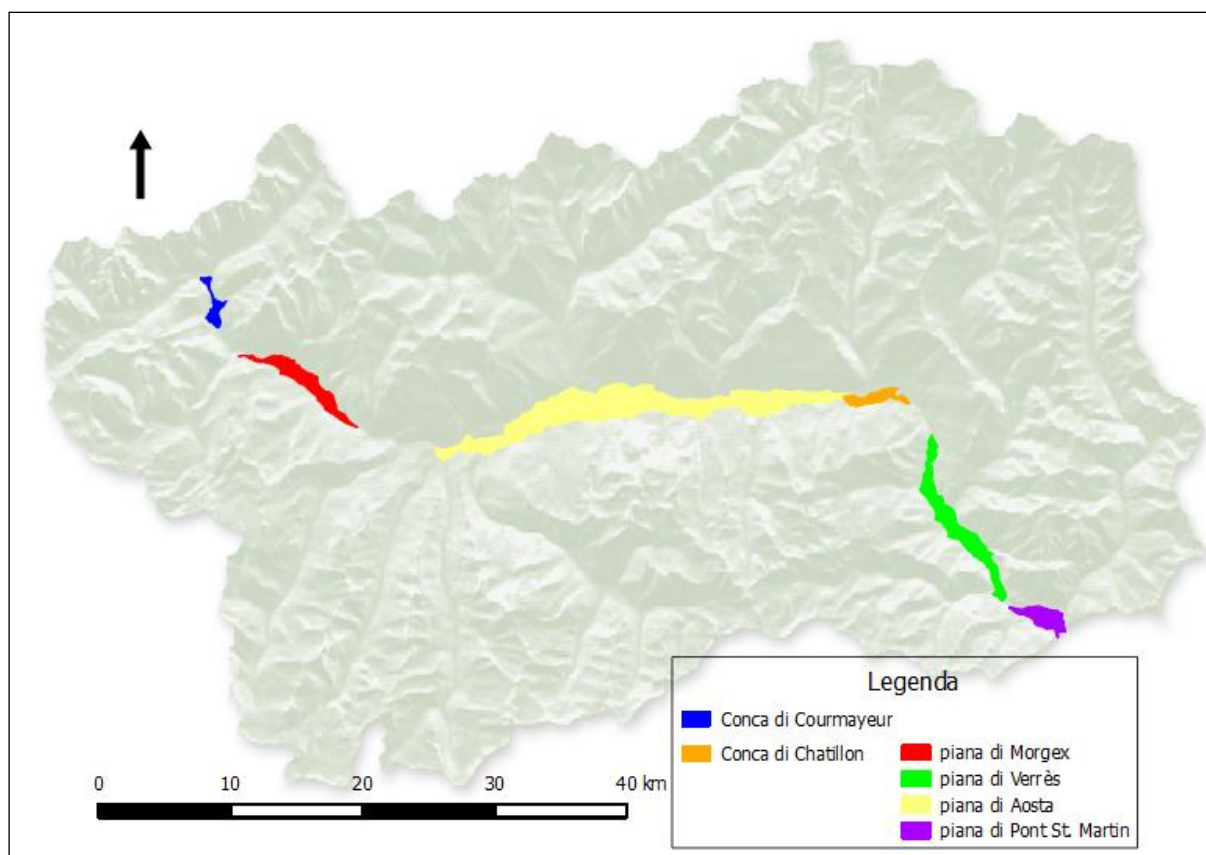 Legenda
Conca di Courmayeur
Conca di Chatillon
piana di Morgex
piana di Verrès
piana di Aosta
piana di Pont St. Martin
0 10 20 30 40 km